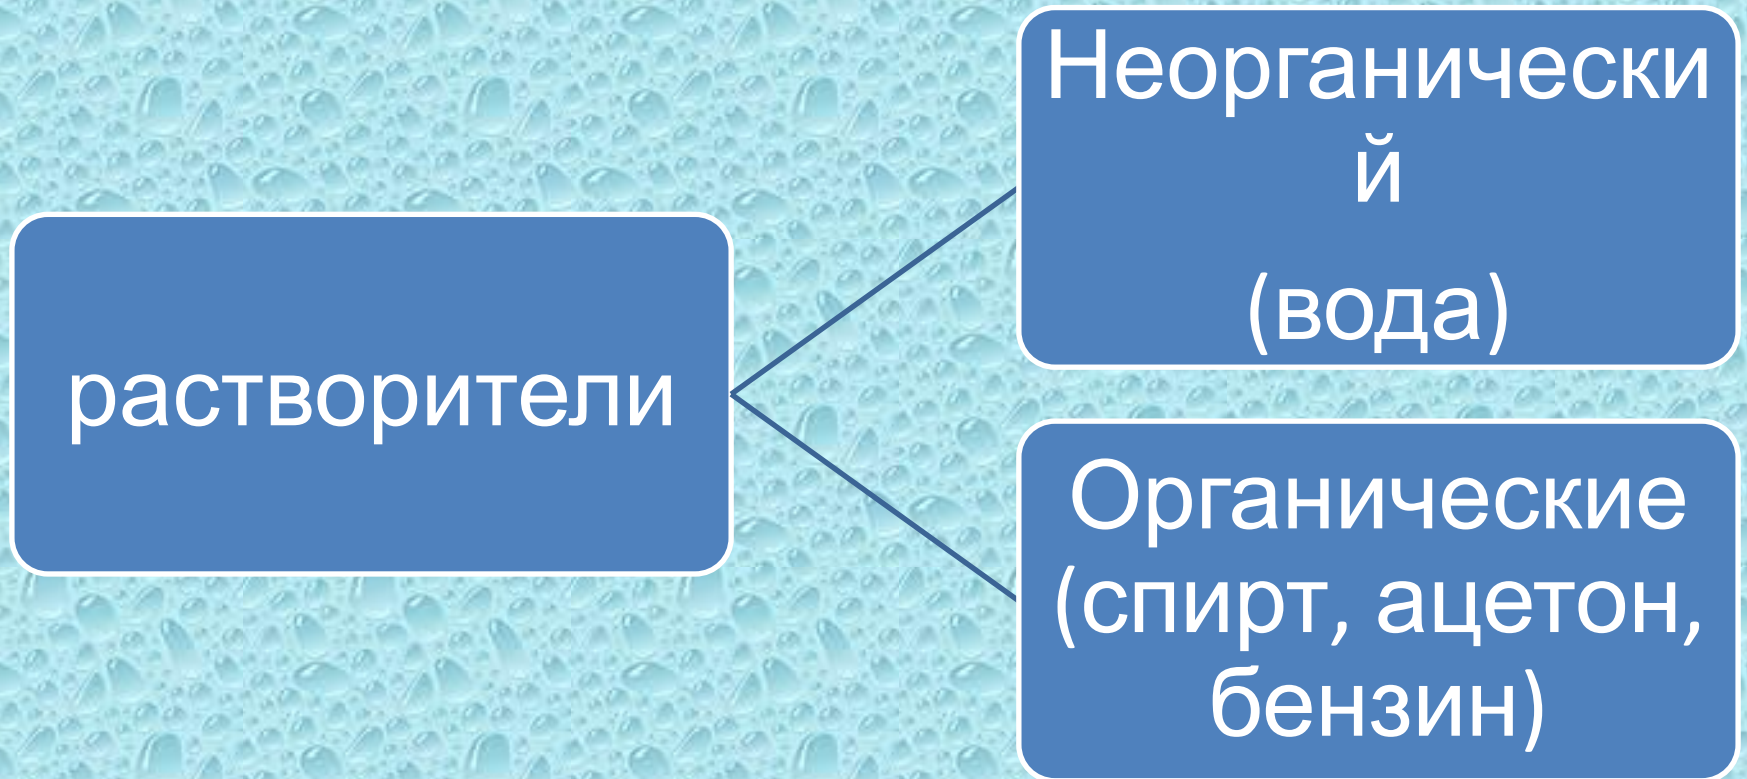 растворители
Неорганически
й
(вода)
Органические
(спирт, ацетон,
бензин)